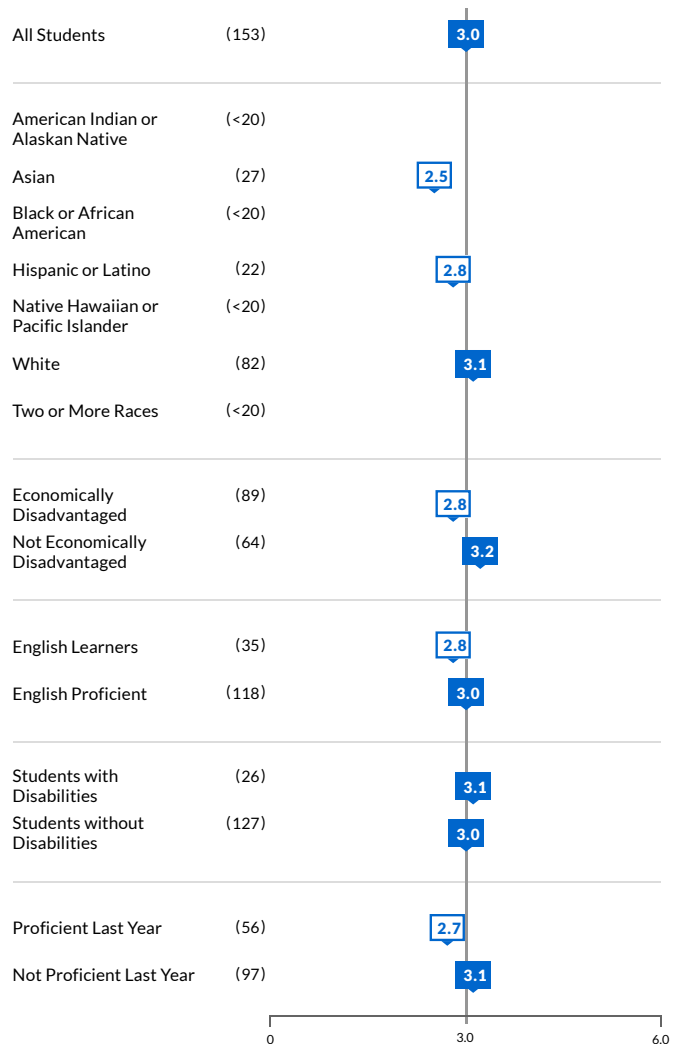 All Students (153) 3.0
American Indian or (<20)
Alaskan Native
Asian (27) 2.5
Black or African (<20)
American
Hispanic or Latino (22) 2.8
Native Hawaiian or (<20)
Pacific Islander
White (82) 3.1
Two or More Races (<20)
Economically (89) 2.8
Disadvantaged
Not Economically (64) 3.2
Disadvantaged
English Learners (35) 2.8
English Proficient (118) 3.0
Students with (26) 3.1
Disabilities
Students without (127) 3.0
Disabilities
Proficient Last Year (56) 2.7
Not Proficient Last Year (97) 3.1
0 3.0 6.0